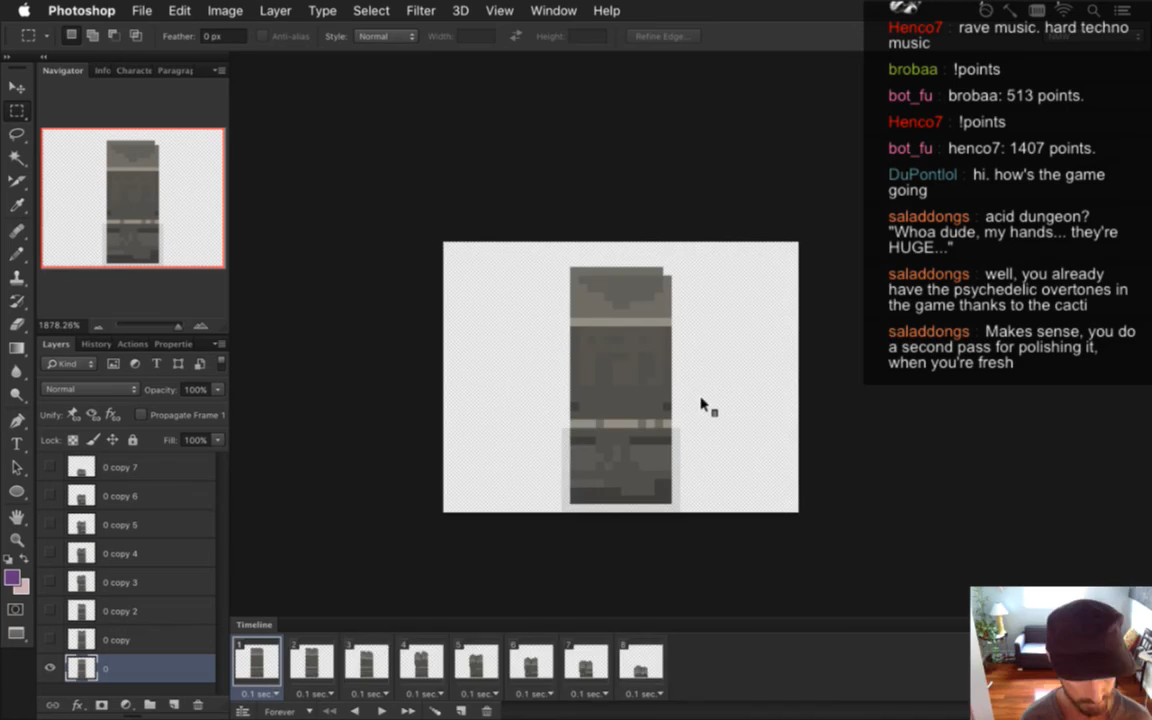 Photoshop File Edit Image Layer Type Select Filter 3D View Window Help
Feather: 0 px Anti-alias Style: Normal Width: Height: Refine Edge...
Navigator Info Characte Paragraj
1878.26%
Layers History Actions Propertie
Kind
Normal Opacity: 100%
Unify: Propagate Frame 1
Lock: Fill: 100%
0 copy 7
0 copy 6
0 copy 5
0 copy 4
0 copy 3
0 copy 2
0 copy
0
fx
Timeline
1 2 3 4 5 6 7 8
0.1 sec. 0.1 sec. 0.1 sec. 0.1 sec. 0.1 sec. 0.1 sec. 0.1 sec. 0.1 sec.
Forever
Henco7 : rave music. hard techno
music
brobaa : !points
bot_fu : brobaa: 513 points.
Henco7 : !points
bot_fu : henco7: 1407 points.
DuPontlol : hi. how's the game
going
saladdongs : acid dungeon?
"Whoa dude, my hands... they're
HUGE..."
saladdongs : well, you already
have the psychedelic overtones in
the game thanks to the cacti
saladdongs : Makes sense, you do
a second pass for polishing it,
when you're fresh